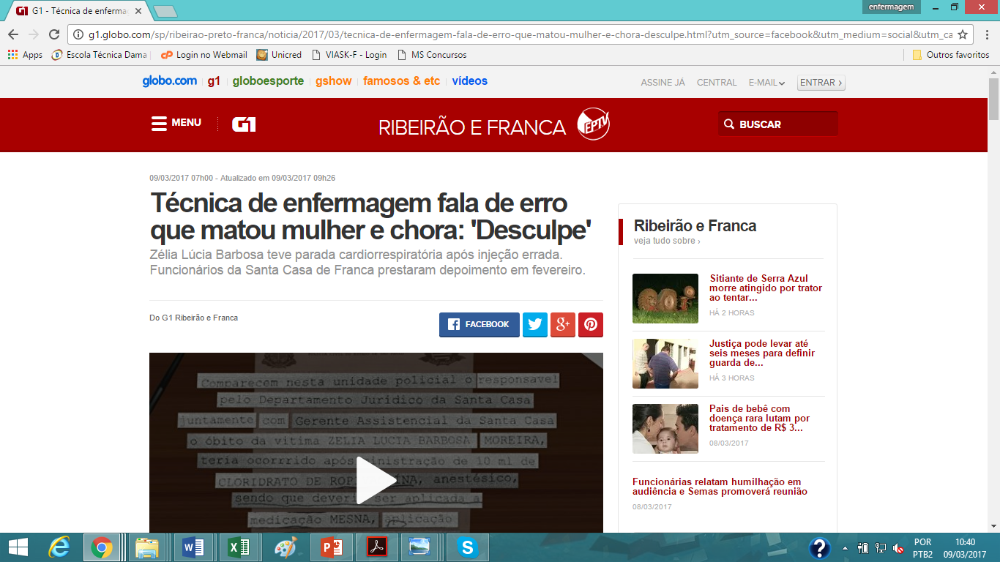 G1 - Técnica de enferma
enfermagem
g1.globo.com/sp/ribeirao-preto-franca/noticia/2017/03/tecnica-de-enfermagem-fala-de-erro-que-matou-mulher-e-chora-desculpe.html?utm_source=facebook&utm_medium=social&utm_ca
Apps Escola Técnica Dama Login no Webmail Unicred VIASK-F - Login MS Concursos Outros favoritos
globo.com g1 globoesporte gshow famosos & etc vídeos ASSINE JÁ CENTRAL E-MAIL ENTRAR
MENU G1 RIBEIRÃO E FRANCA EPTV BUSCAR
09/03/2017 07h00 - Atualizado em 09/03/2017 09h26
Técnica de enfermagem fala de erro
que matou mulher e chora: 'Desculpe'
Zélia Lúcia Barbosa teve parada cardiorrespiratória após injeção errada.
Funcionários da Santa Casa de Franca prestaram depoimento em fevereiro.
Do G1 Ribeirão e Franca
FACEBOOK
g+
Comparecem nesta unidade policial o responsavel
pelo Departamento Jurídico da Santa Casa
juntamente com Gerente Assistencial da Santa Casa
o óbito da vítima ZELIA LUCIA BARBOSA MOREIRA,
teria ocorrrido após inistração de 10 ml de
CLORIDRATO DE ROP INA, anestésico,
sendo que deveri ser aplicada a
medicação MESNA, aplicação
Ribeirão e Franca
veja tudo sobre ›
Sitiante de Serra Azul
morre atingido por trator
ao tentar...
HÁ 2 HORAS
Justiça pode levar até
seis meses para definir
guarda de...
HÁ 3 HORAS
Pais de bebê com
doença rara lutam por
tratamento de R$ 3...
08/03/2017
Funcionárias relatam humilhação em
audiência e Semas promoverá reunião
08/03/2017
POR
PTB2
10:40
09/03/2017